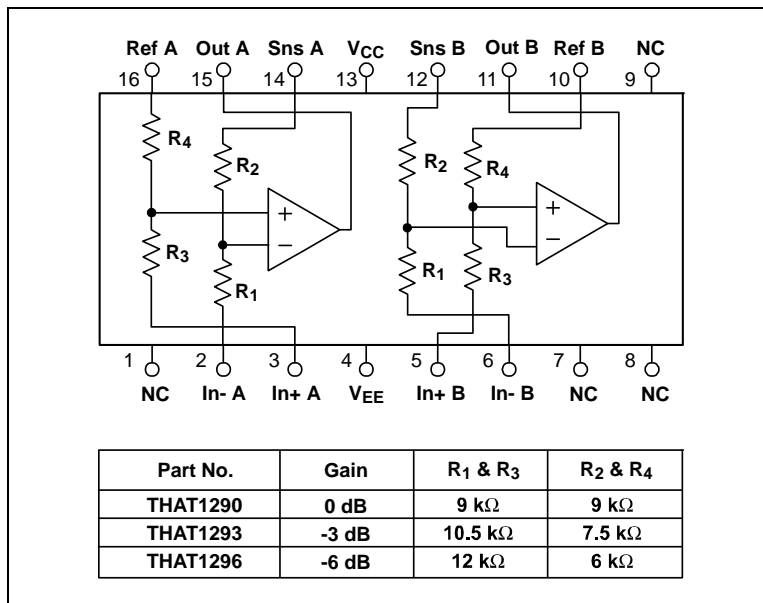 Ref A Out A Sns A VCC Sns B Out B Ref B NC
16 15 14 13 12 11 10 9
R4
R2
R2
R4
+
+
−
−
R3
R1
R1
R3
1 2 3 4 5 6 7 8
NC In- A In+ A VEE In+ B In- B NC NC
Part No. Gain R1 & R3 R2 & R4
THAT1290 0 dB 9 kΩ 9 kΩ
THAT1293 -3 dB 10.5 kΩ 7.5 kΩ
THAT1296 -6 dB 12 kΩ 6 kΩ